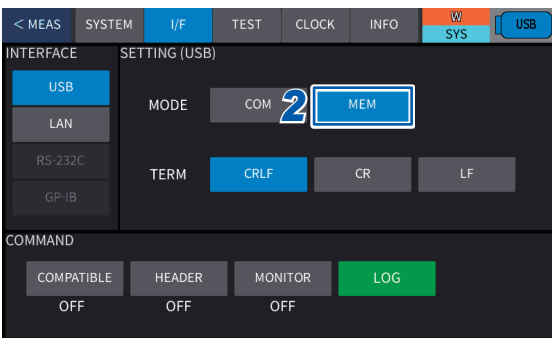 < MEAS SYSTEM I/F TEST CLOCK INFO W SYS USB
INTERFACE SETTING (USB)
USB
MODE COM 2 MEM
LAN
RS-232C
TERM CRLF CR LF
GP-IB
COMMAND
COMPATIBLE HEADER MONITOR LOG
OFF OFF OFF